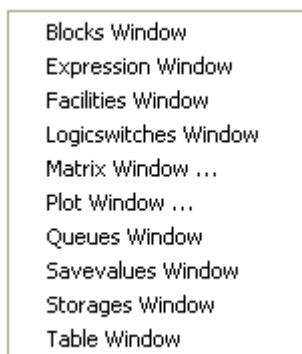 Blocks Window
Expression Window
Facilities Window
Logicswitches Window
Matrix Window ...
Plot Window ...
Queues Window
Savevalues Window
Storages Window
Table Window